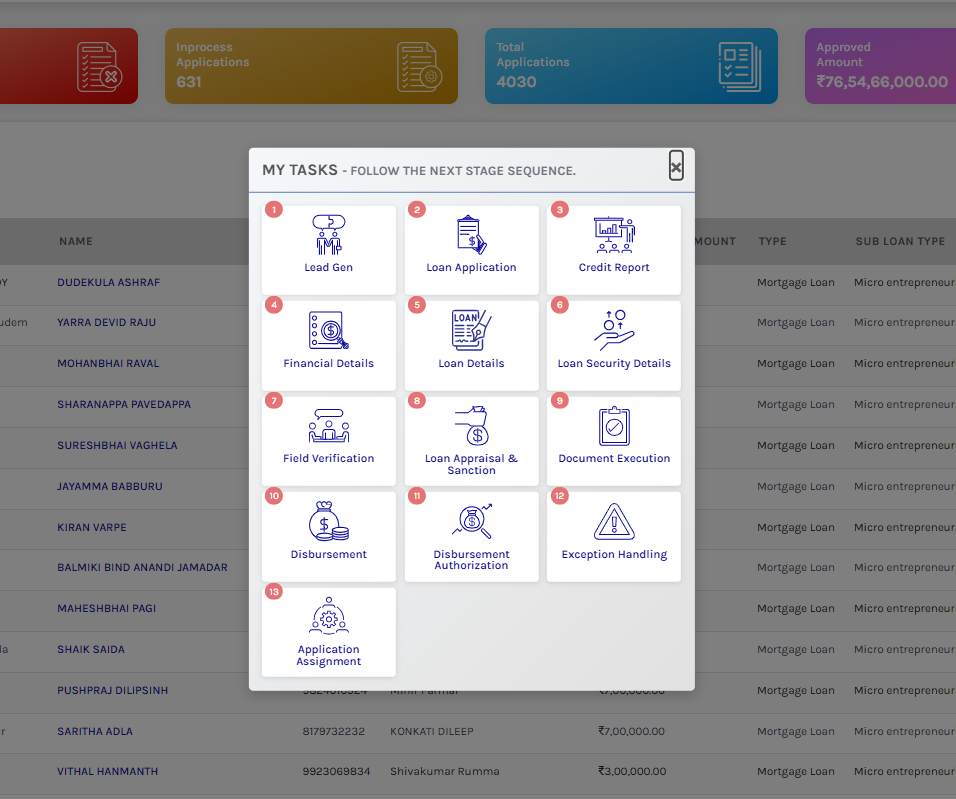 Inprocess
Applications
631
Total
Applications
4030
Approved
Amount
₹76,54,66,000.00
MY TASKS - FOLLOW THE NEXT STAGE SEQUENCE.
1
Lead Gen
2
Loan Application
3
Credit Report
4
Financial Details
5
LOAN
Loan Details
6
Loan Security Details
7
Field Verification
8
Loan Appraisal &
Sanction
9
Document Execution
10
Disbursement
11
Disbursement
Authorization
12
Exception Handling
13
Application
Assignment
NAME MOUNT TYPE SUB LOAN TYPE
OY DUDEKULA ASHRAF Mortgage Loan Micro entrepreneur
udem YARRA DEVID RAJU Mortgage Loan Micro entrepreneur
MOHANBHAI RAVAL Mortgage Loan Micro entrepreneur
SHARANAPPA PAVEDAPPA Mortgage Loan Micro entrepreneur
SURESHBHAI VAGHELA Mortgage Loan Micro entrepreneur
JAYAMMA BABBURU Mortgage Loan Micro entrepreneur
KIRAN VARPE Mortgage Loan Micro entrepreneur
BALMIKI BIND ANANDI JAMADAR Mortgage Loan Micro entrepreneur
MAHESHBHAI PAGI Mortgage Loan Micro entrepreneur
la SHAIK SAIDA Mortgage Loan Micro entrepreneur
PUSHPRAJ DILIPSINH Mortgage Loan Micro entrepreneur
r SARITHA ADLA 8179732232 KONKATI DILEEP ₹7,00,000.00 Mortgage Loan Micro entrepreneur
VITHAL HANMANTH 9923069834 Shivakumar Rumma ₹3,00,000.00 Mortgage Loan Micro entrepreneur